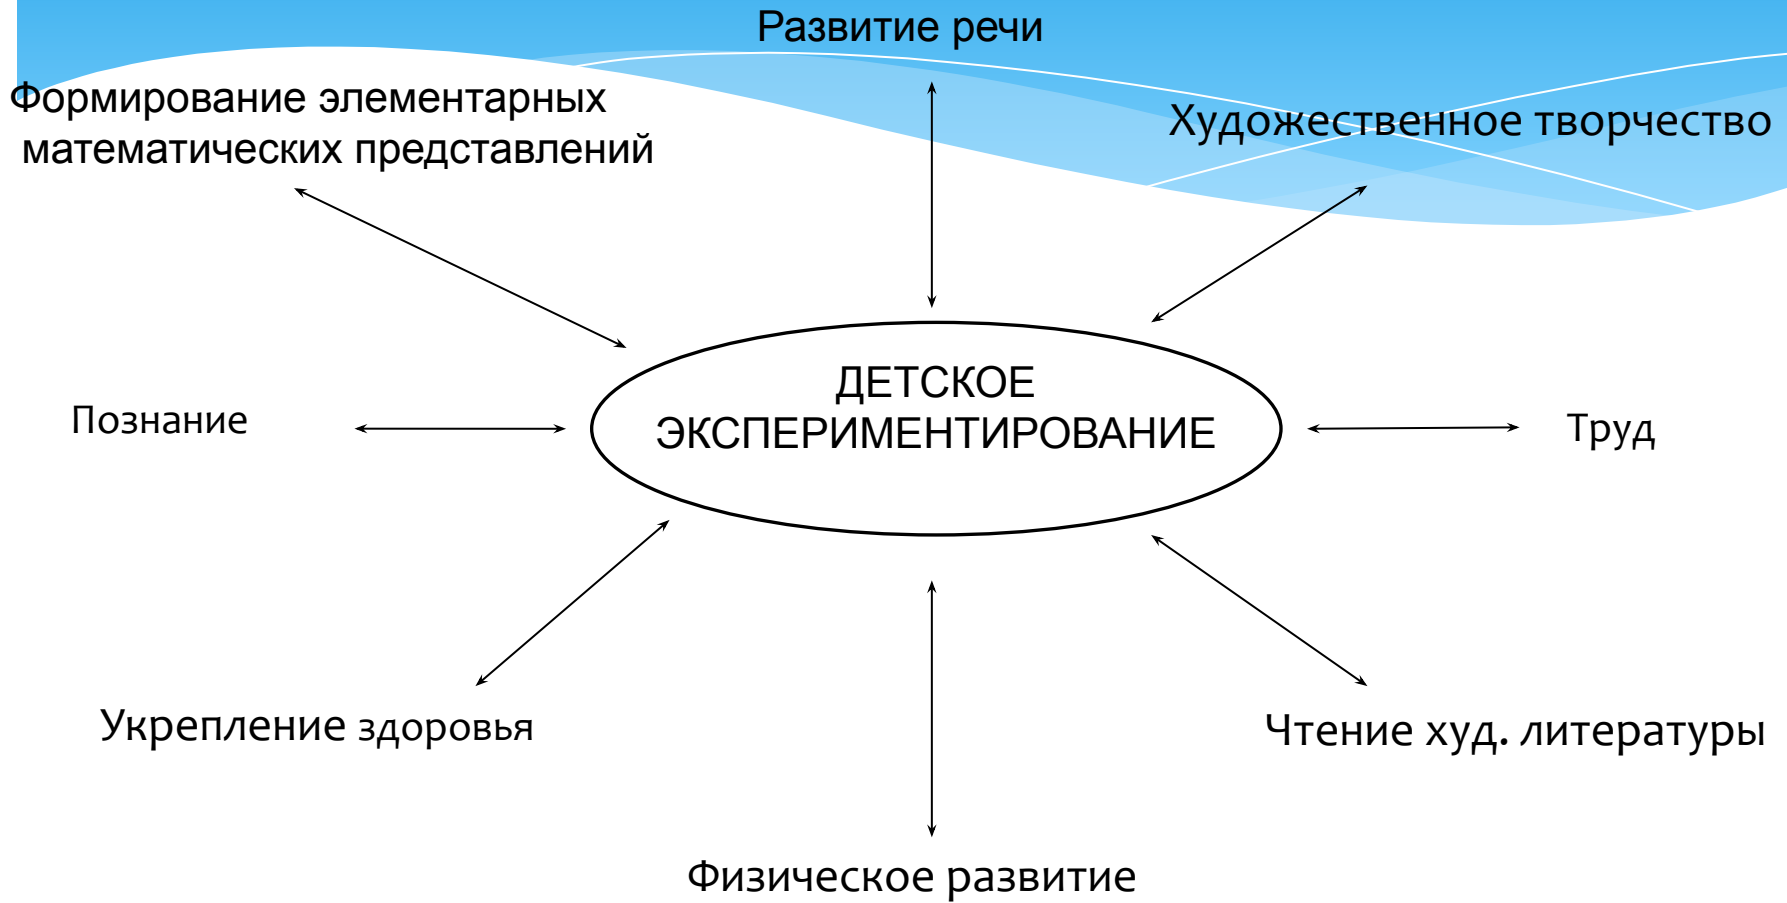 Развитие речи
Формирование элементарных
математических представлений
Художественное творчество
ДЕТСКОЕ
ЭКСПЕРИМЕНТИРОВАНИЕ
Познание
Труд
Укрепление здоровья
Чтение худ. литературы
Физическое развитие